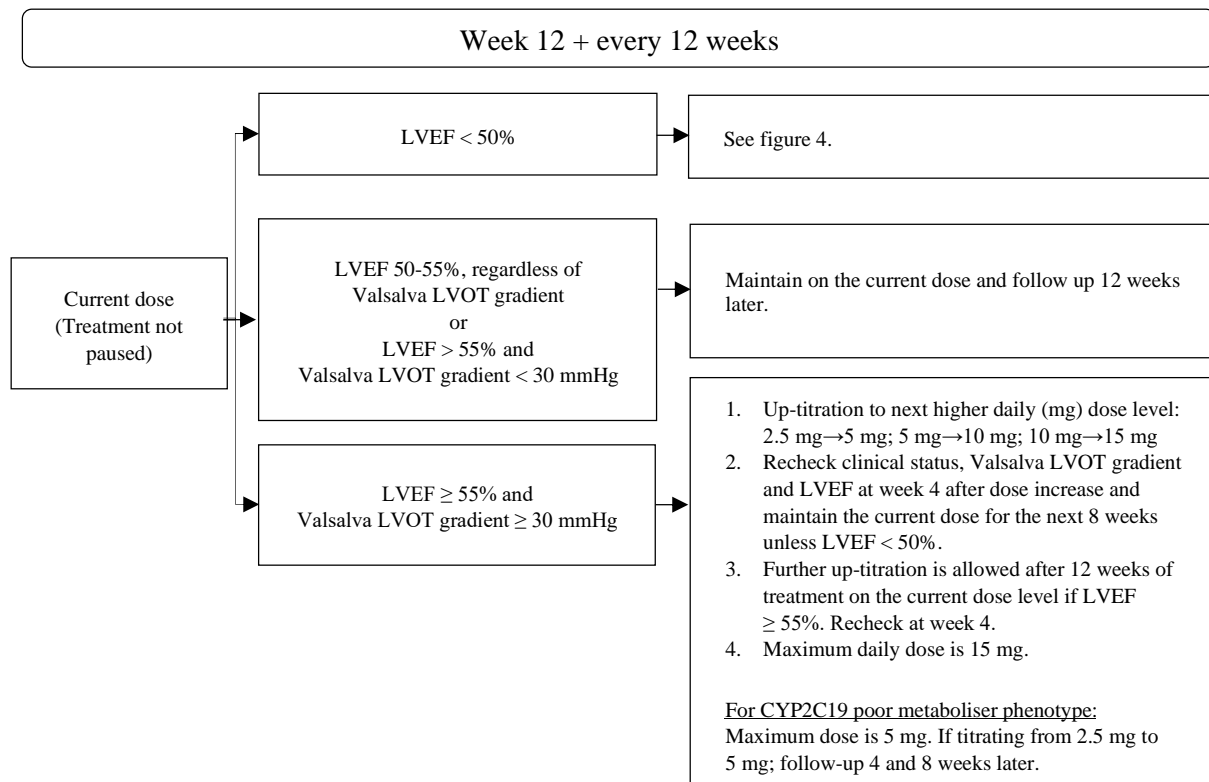 Week 12 + every 12 weeks
LVEF < 50%
See figure 4.
Current dose
(Treatment not
paused)
LVEF 50-55%, regardless of
Valsalva LVOT gradient
or
LVEF > 55% and
Valsalva LVOT gradient < 30 mmHg
Maintain on the current dose and follow up 12 weeks
later.
LVEF ≥ 55% and
Valsalva LVOT gradient ≥ 30 mmHg
1. Up-titration to next higher daily (mg) dose level:
2.5 mg→5 mg; 5 mg→10 mg; 10 mg→15 mg
2. Recheck clinical status, Valsalva LVOT gradient
and LVEF at week 4 after dose increase and
maintain the current dose for the next 8 weeks
unless LVEF < 50%.
3. Further up-titration is allowed after 12 weeks of
treatment on the current dose level if LVEF
≥ 55%. Recheck at week 4.
4. Maximum daily dose is 15 mg.
For CYP2C19 poor metaboliser phenotype:
Maximum dose is 5 mg. If titrating from 2.5 mg to
5 mg; follow-up 4 and 8 weeks later.